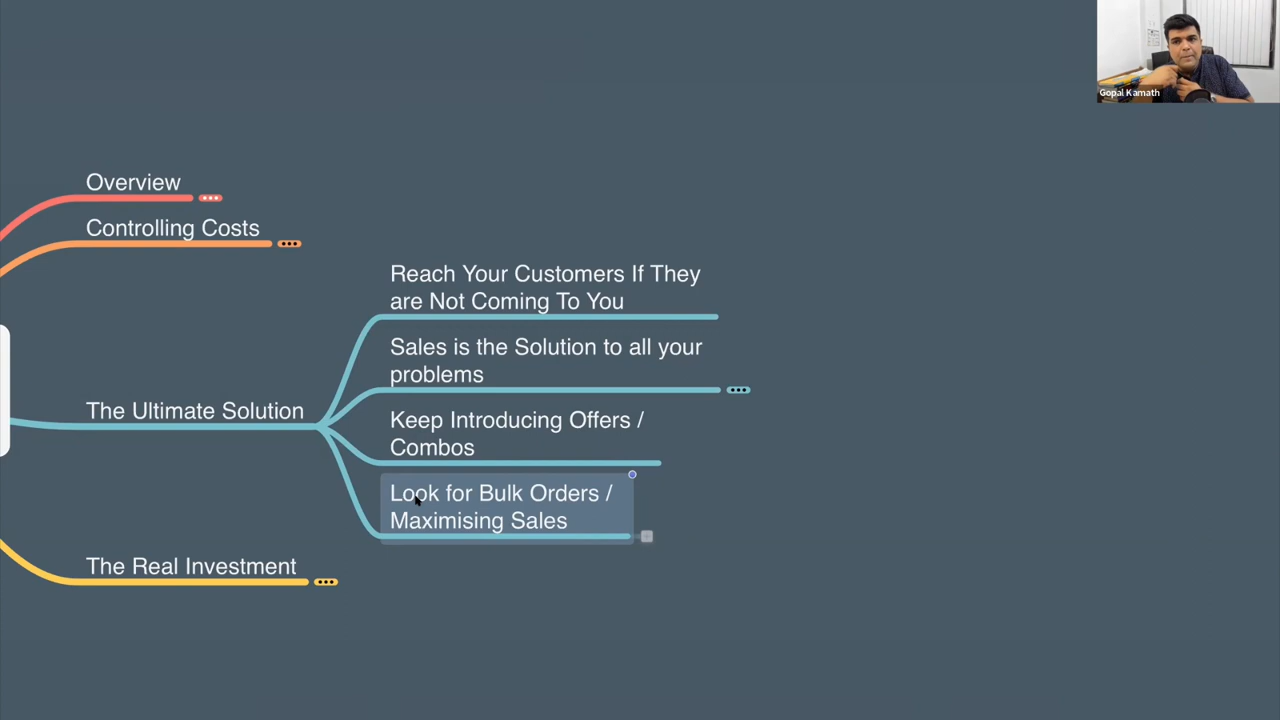 Gopal Kamath
Overview
Controlling Costs
Reach Your Customers If They
are Not Coming To You
Sales is the Solution to all your
problems
The Ultimate Solution
Keep Introducing Offers /
Combos
Look for Bulk Orders /
Maximising Sales
The Real Investment